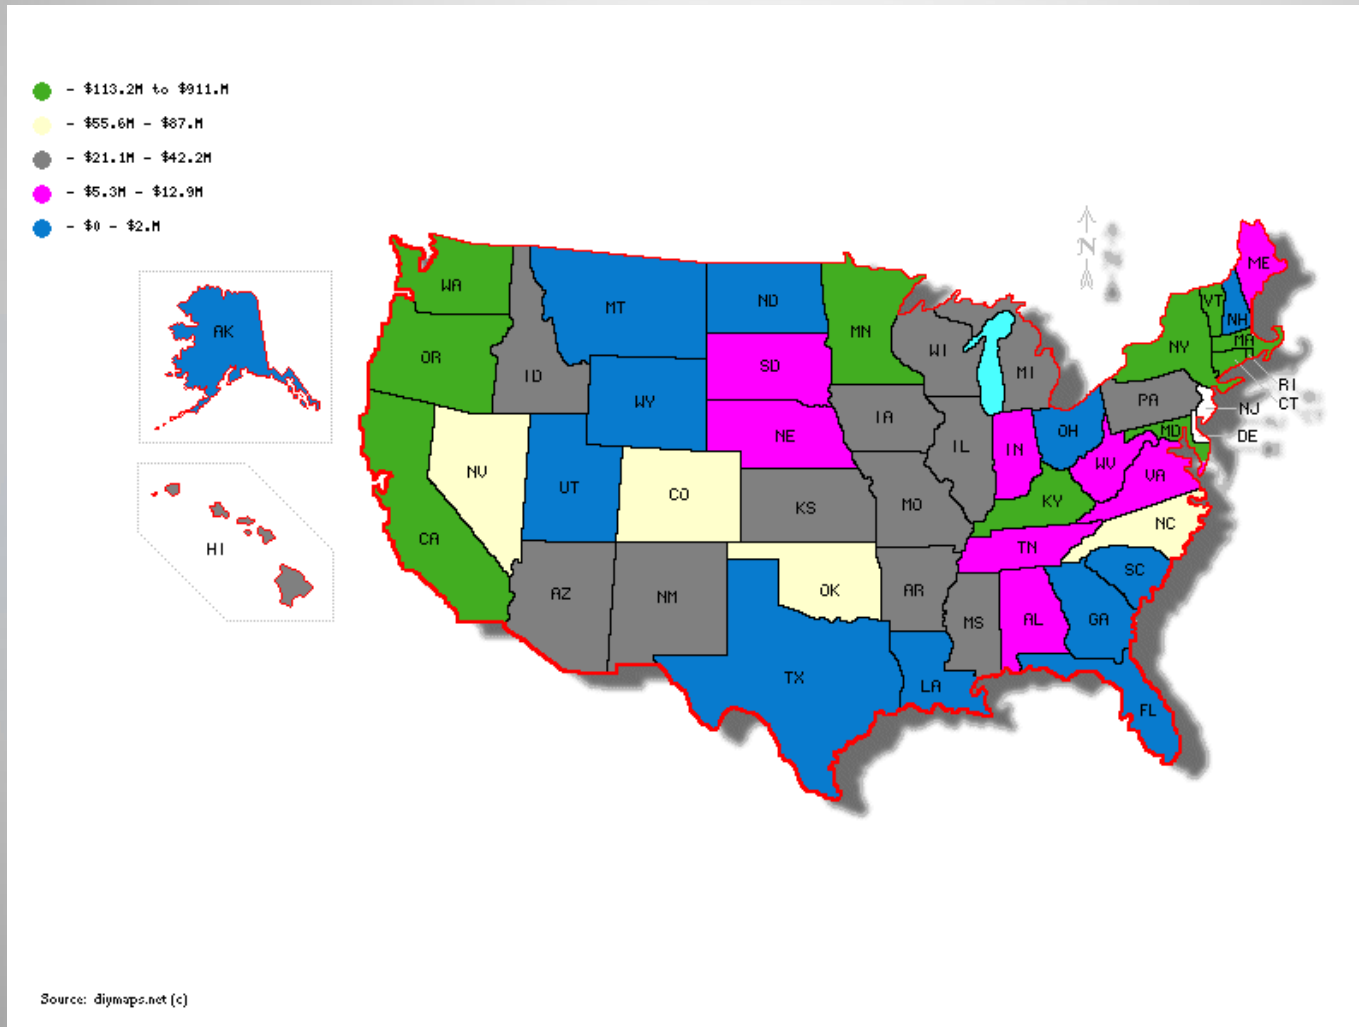 - $113.2M to $911.M
- $55.6M - $87.M
- $21.1M - $42.2M
- $5.3M - $12.9M
- $0 - $2.M
N
ME
WA
MT
ND
MN
VT
NH
OR
ID
SD
WI
MI
NY
MA
RI
CT
WY
NE
IA
PA
NJ
DE
NV
UT
CO
IL
IN
OH
MD
WV
VA
CA
KS
MO
KY
NC
AK
HI
AZ
NM
OK
AR
TN
SC
MS
AL
GA
TX
LA
FL
Source: diymaps.net (c)